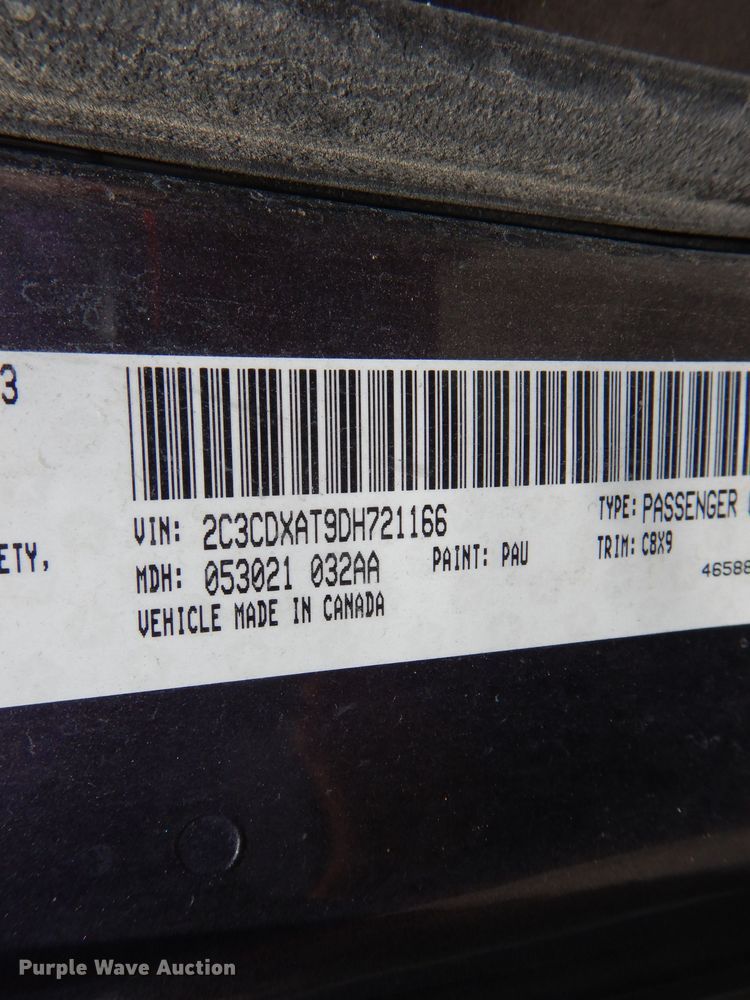 3
ETY,
VIN: 2C3CDXAT9DH721166
MDH: 053021 032AA
PAINT: PAU
VEHICLE MADE IN CANADA
TYPE: PASSENGER
TRIM: C8X9
46588
Purple Wave Auction